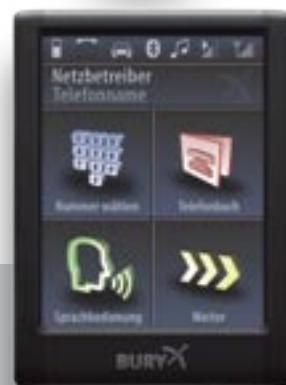 Netzbetreiber
Telefonname
Nummer wählen
Telefonbuch
Sprachbedienung
Weiter
BURY